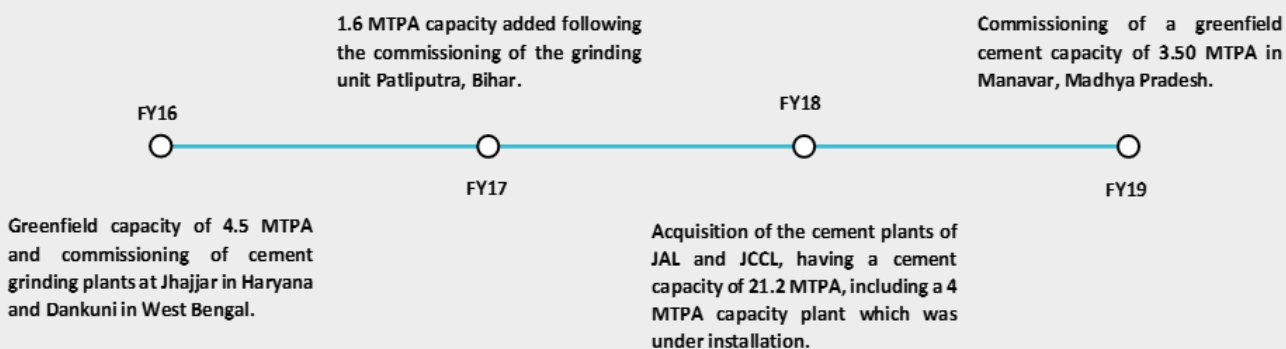 1.6 MTPA capacity added following
the commissioning of the grinding
unit Patliputra, Bihar.
Commissioning of a greenfield
cement capacity of 3.50 MTPA in
Manavar, Madhya Pradesh.
FY16
FY18
FY17
FY19
Greenfield capacity of 4.5 MTPA
and commissioning of cement
grinding plants at Jhajjar in Haryana
and Dankuni in West Bengal.
Acquisition of the cement plants of
JAL and JCCL, having a cement
capacity of 21.2 MTPA, including a 4
MTPA capacity plant which was
under installation.